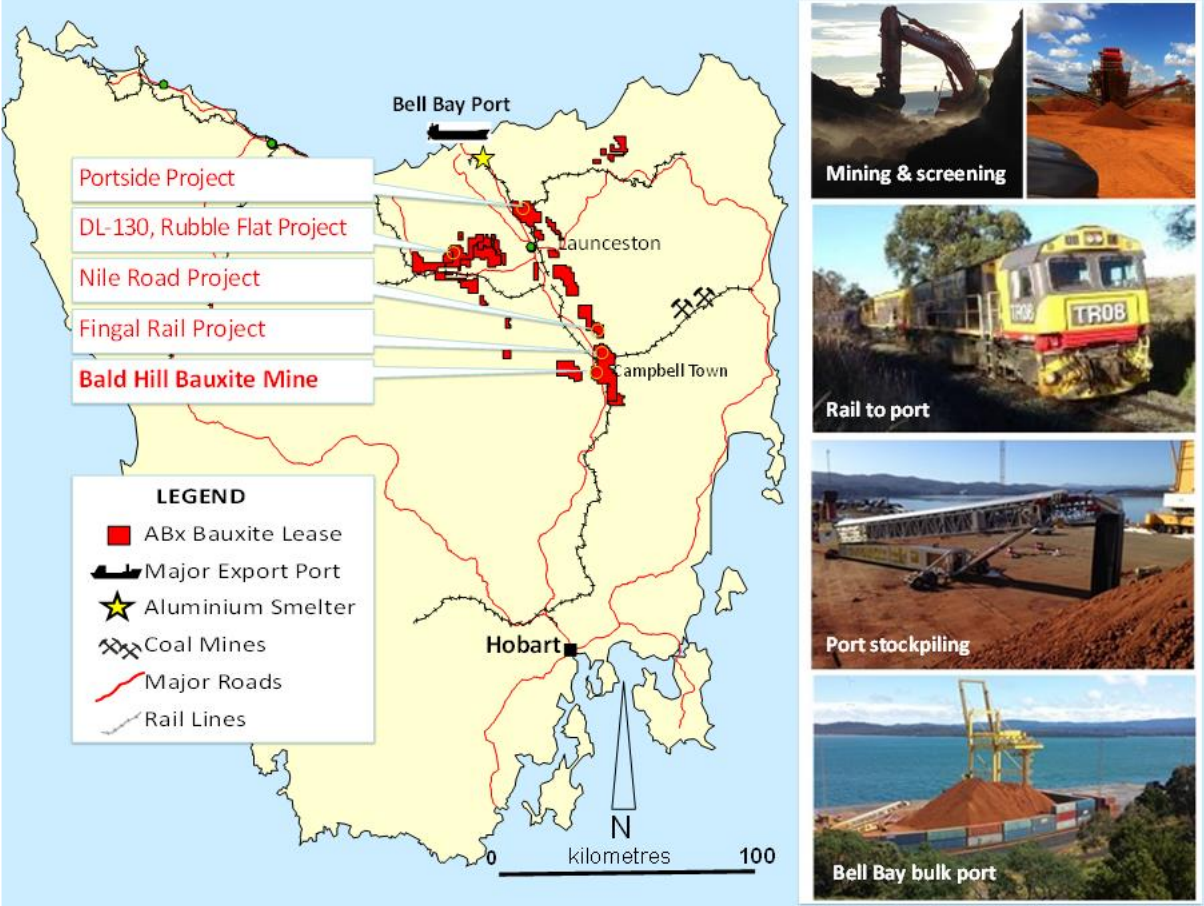 Bell Bay Port
Portside Project
DL-130, Rubble Flat Project
Nile Road Project
Fingal Rail Project
Bald Hill Bauxite Mine
Launceston
Campbell Town
LEGEND
ABx Bauxite Lease
Major Export Port
Aluminium Smelter
Coal Mines
Major Roads
Rail Lines
Hobart
N
0 kilometres 100
Mining & screening
TR08
TR08
Rail to port
Port stockpiling
Bell Bay bulk port